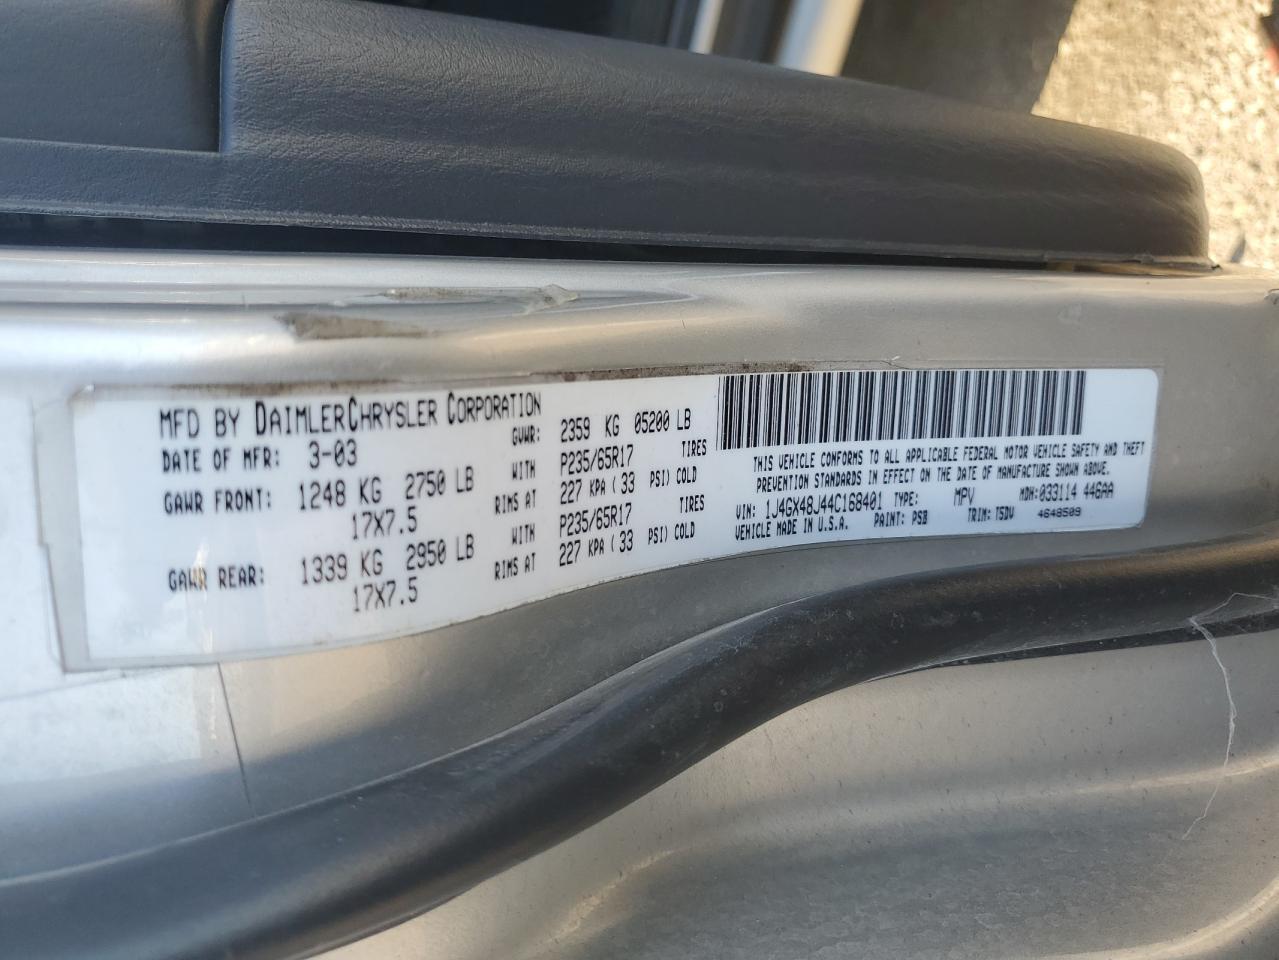 MFD BY DAIMLERCHRYSLER CORPORATION
DATE OF MFR: 3-03 GVWR: 2359 KG 05200 LB
GAWR FRONT: 1248 KG 2750 LB WITH P235/65R17 TIRES
17X7.5 RIMS AT 227 KPA (33 PSI) COLD
GAWR REAR: 1339 KG 2950 LB WITH P235/65R17 TIRES
17X7.5 RIMS AT 227 KPA (33 PSI) COLD
THIS VEHICLE CONFORMS TO ALL APPLICABLE FEDERAL MOTOR VEHICLE SAFETY AND THEFT
PREVENTION STANDARDS IN EFFECT ON THE DATE OF MANUFACTURE SHOWN ABOVE.
VIN: 1J4GX48J44C168401 TYPE: MPV MDH: 033114 446AA
VEHICLE MADE IN U.S.A. PAINT: PSB TRIM: TSDV 4648509